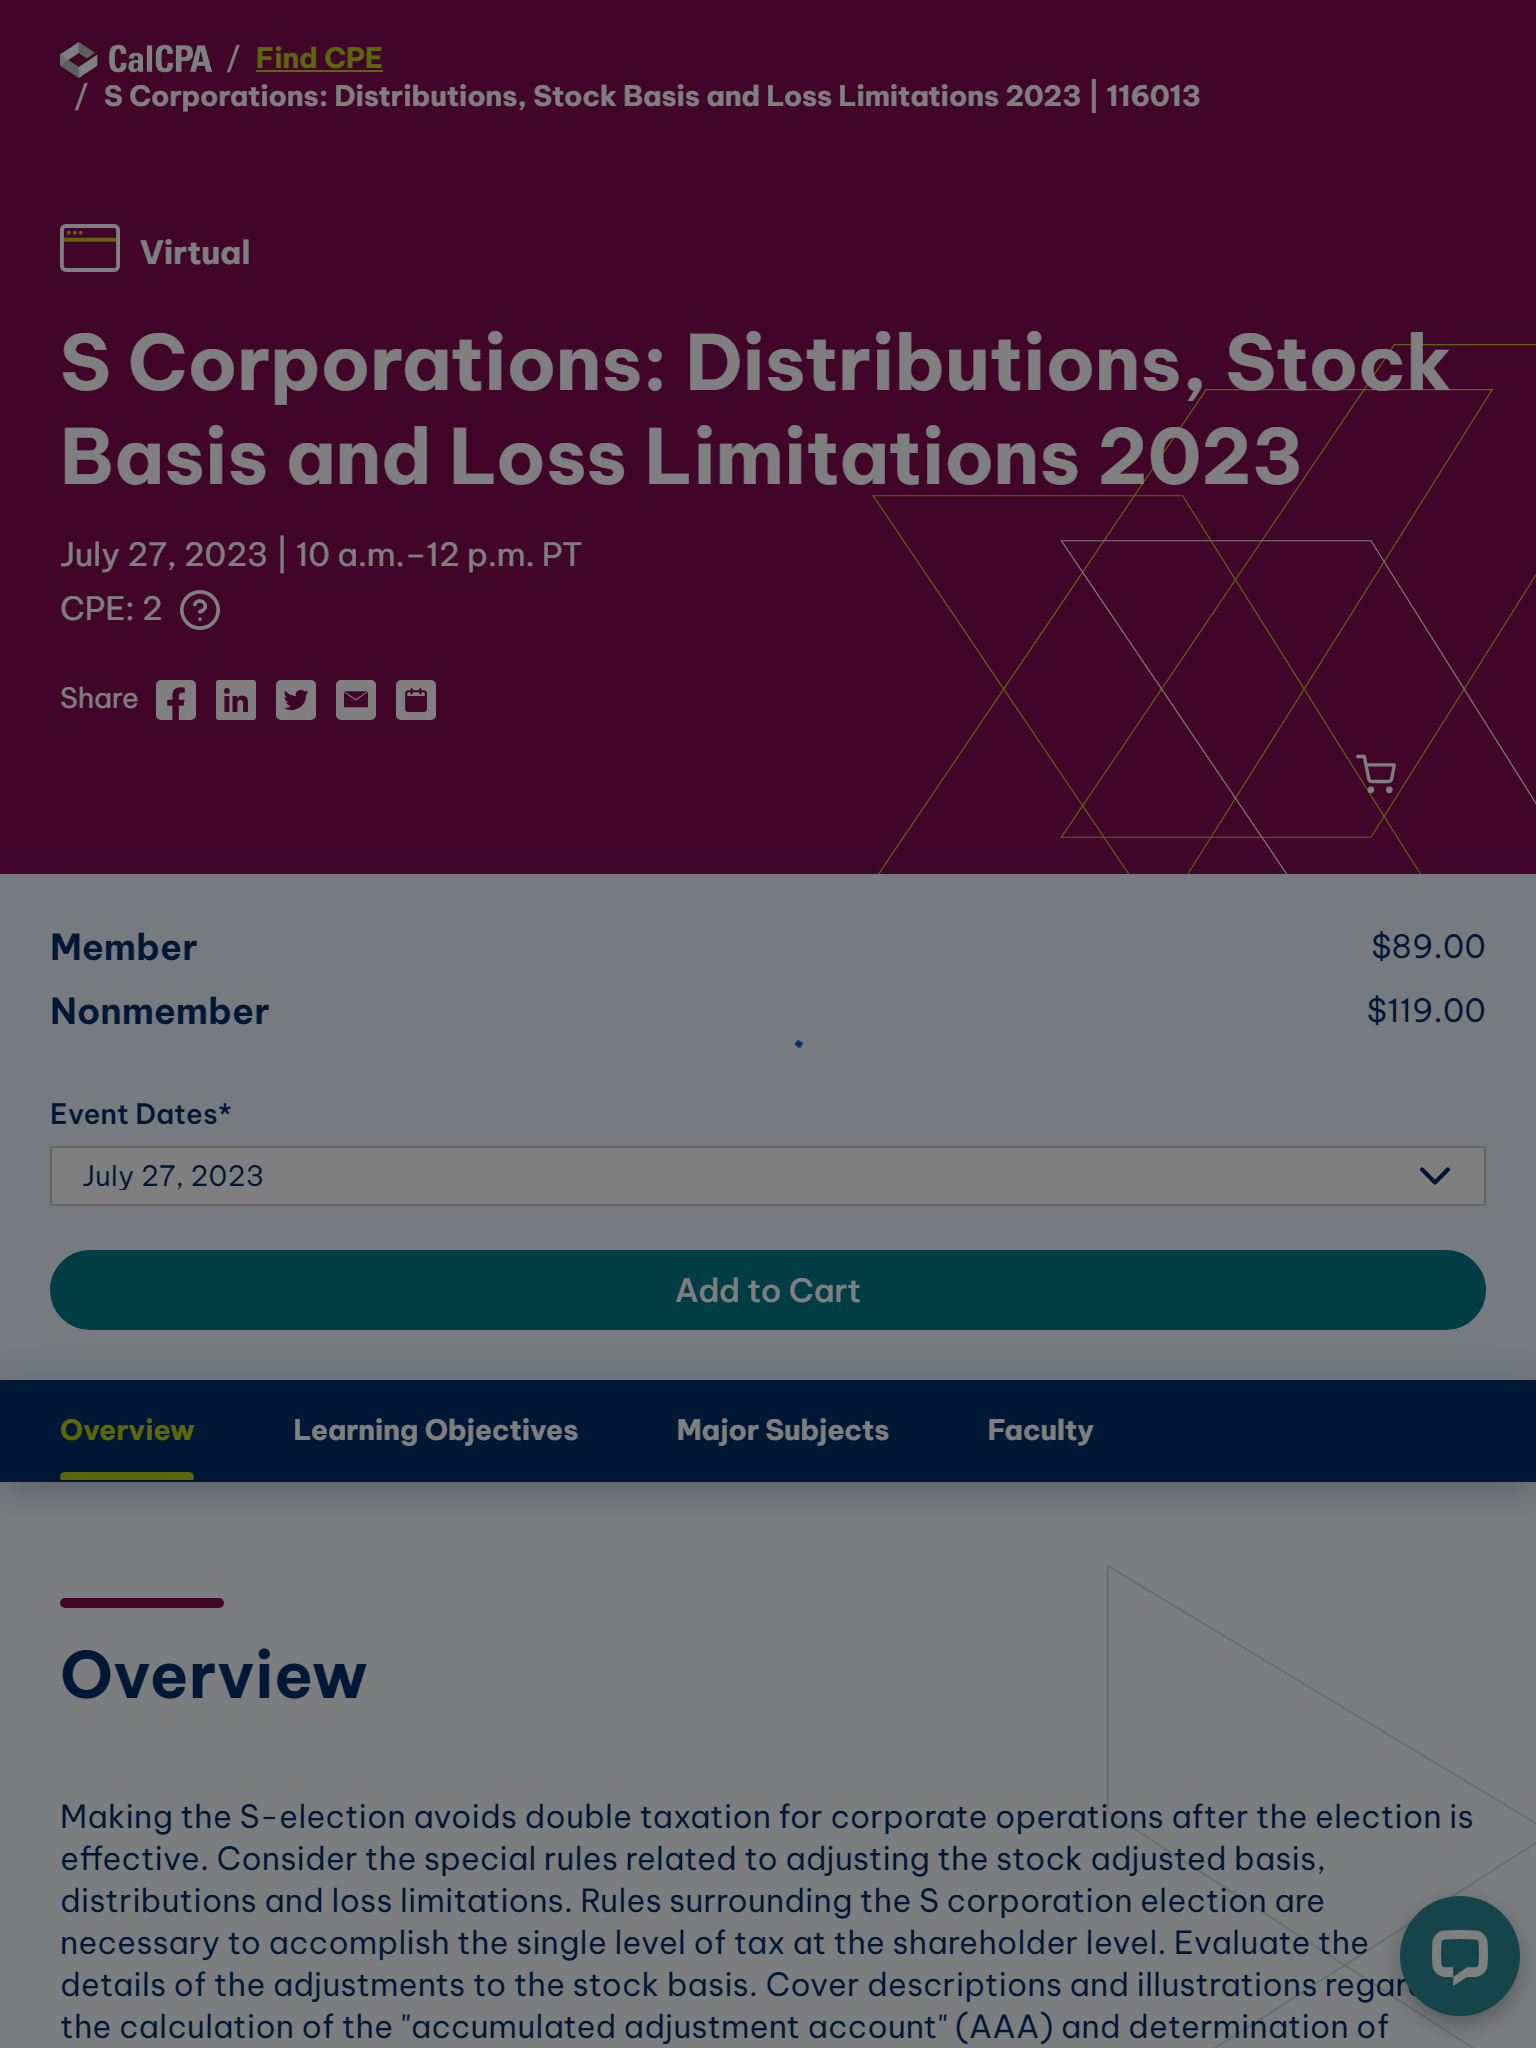 CalCPA / Find CPE
/ S Corporations: Distributions, Stock Basis and Loss Limitations 2023 | 116013
Virtual
S Corporations: Distributions, Stock
Basis and Loss Limitations 2023
July 27, 2023 | 10 a.m.–12 p.m. PT
CPE: 2 ?
Share
Member $89.00
Nonmember $119.00
Event Dates*
July 27, 2023
Add to Cart
Overview Learning Objectives Major Subjects Faculty
Overview
Making the S-election avoids double taxation for corporate operations after the election is
effective. Consider the special rules related to adjusting the stock adjusted basis,
distributions and loss limitations. Rules surrounding the S corporation election are
necessary to accomplish the single level of tax at the shareholder level. Evaluate the
details of the adjustments to the stock basis. Cover descriptions and illustrations
the calculation of the "accumulated adjustment account" (AAA) and determination of